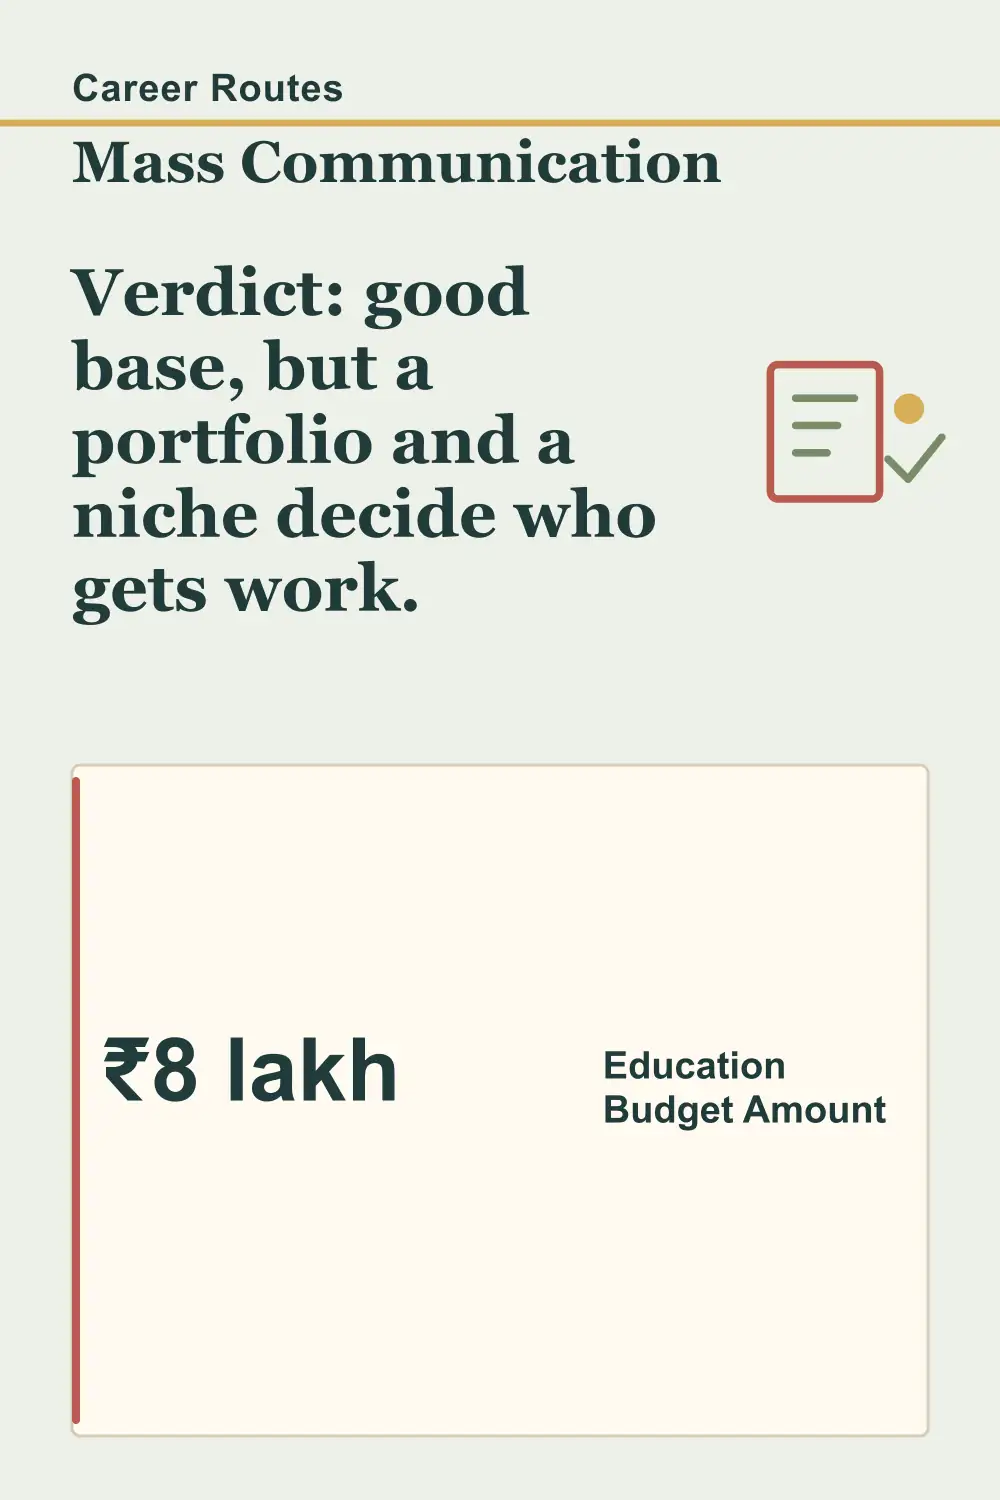 Career Routes
Mass Communication
Verdict: good
base, but a
portfolio and a
niche decide who
gets work.
₹8 lakh
Education
Budget Amount